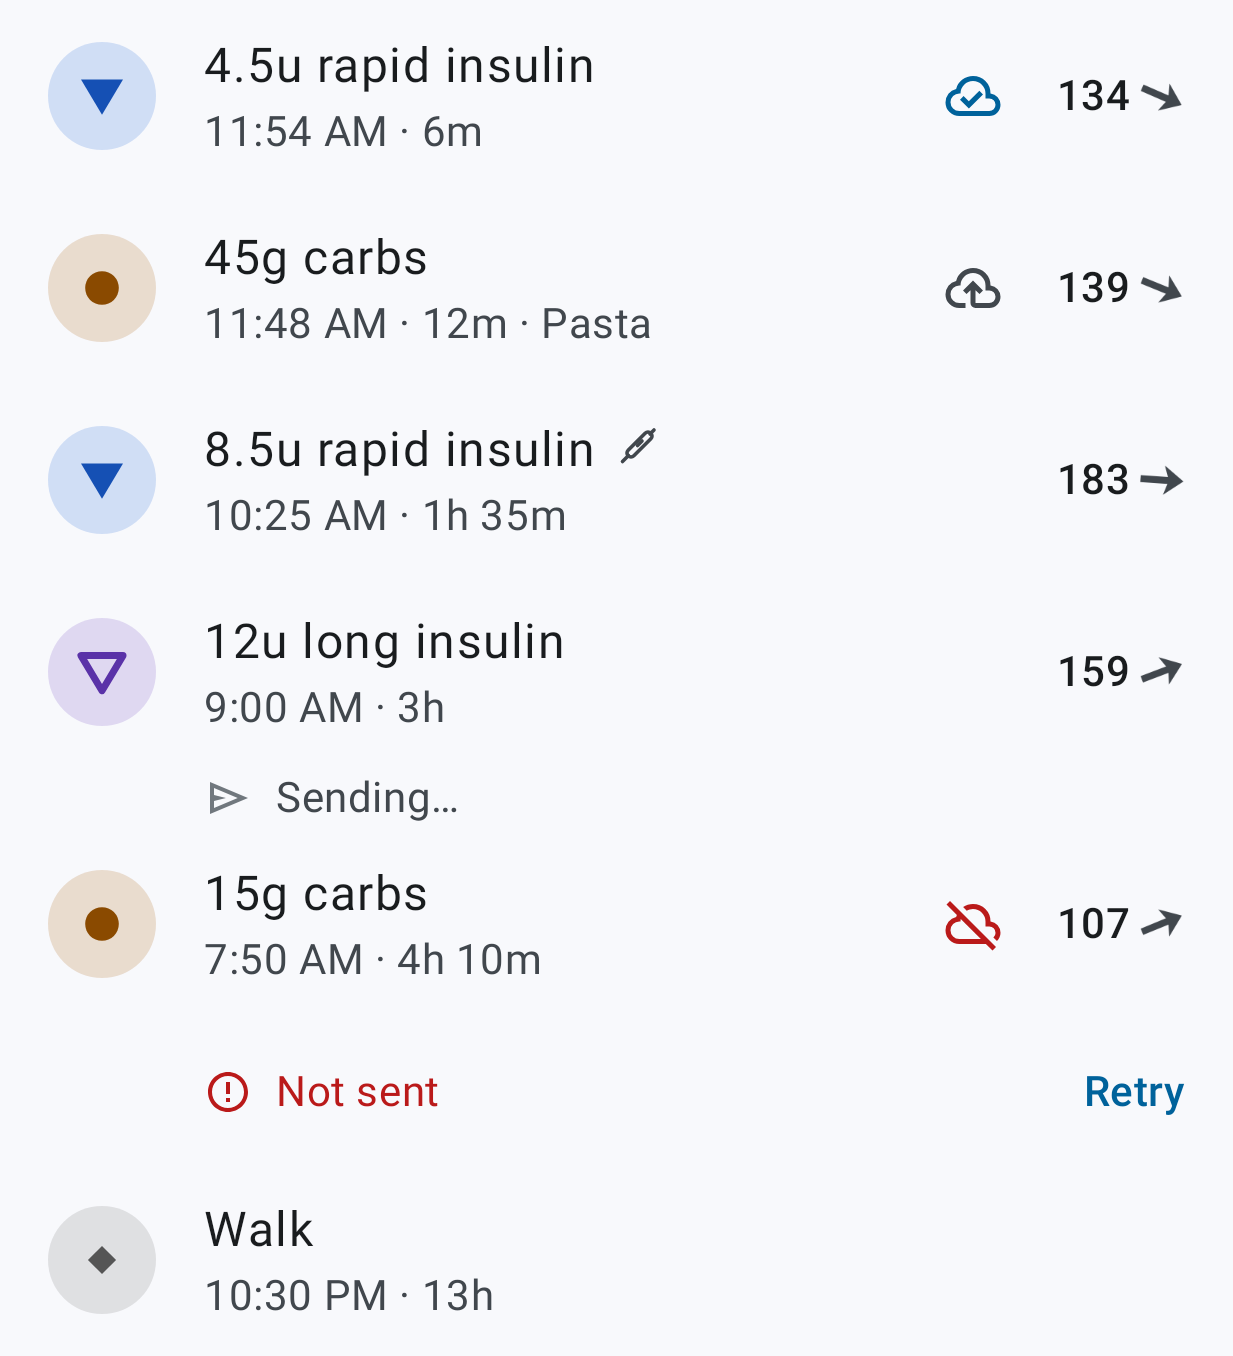 4.5u rapid insulin
11:54 AM · 6m
134
45g carbs
11:48 AM · 12m · Pasta
139
8.5u rapid insulin
10:25 AM · 1h 35m
183
12u long insulin
9:00 AM · 3h
159
Sending…
15g carbs
7:50 AM · 4h 10m
107
Not sent
Retry
Walk
10:30 PM · 13h